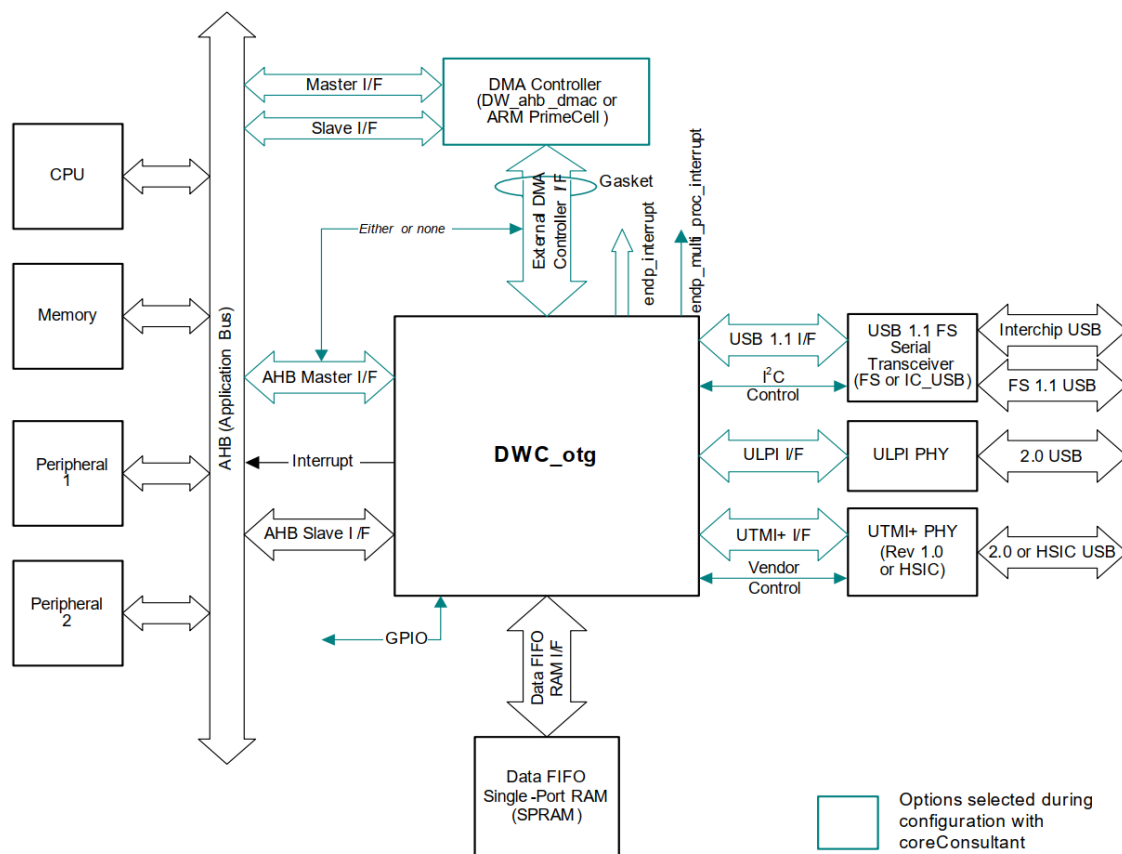 Master I/F
DMA Controller
(DW_ahb_dmac or
ARM PrimeCell )
Slave I/F
CPU
Gasket
External DMA
Controller I/F
Either or none
endp_interrupt
endp_multi_proc_interrupt
Memory
AHB (Application Bus)
USB 1.1 I/F
USB 1.1 FS
Serial
Transceiver
(FS or IC_USB)
Interchip USB
AHB Master I/F
I²C
Control
FS 1.1 USB
DWC_otg
Peripheral
1
Interrupt
ULPI I/F
ULPI PHY
2.0 USB
AHB Slave I/F
UTMI+ I/F
UTMI+ PHY
(Rev 1.0
or HSIC)
2.0 or HSIC USB
Vendor
Control
Peripheral
2
GPIO
Data FIFO
RAM I/F
Data FIFO
Single-Port RAM
(SPRAM)
Options selected during
configuration with
coreConsultant